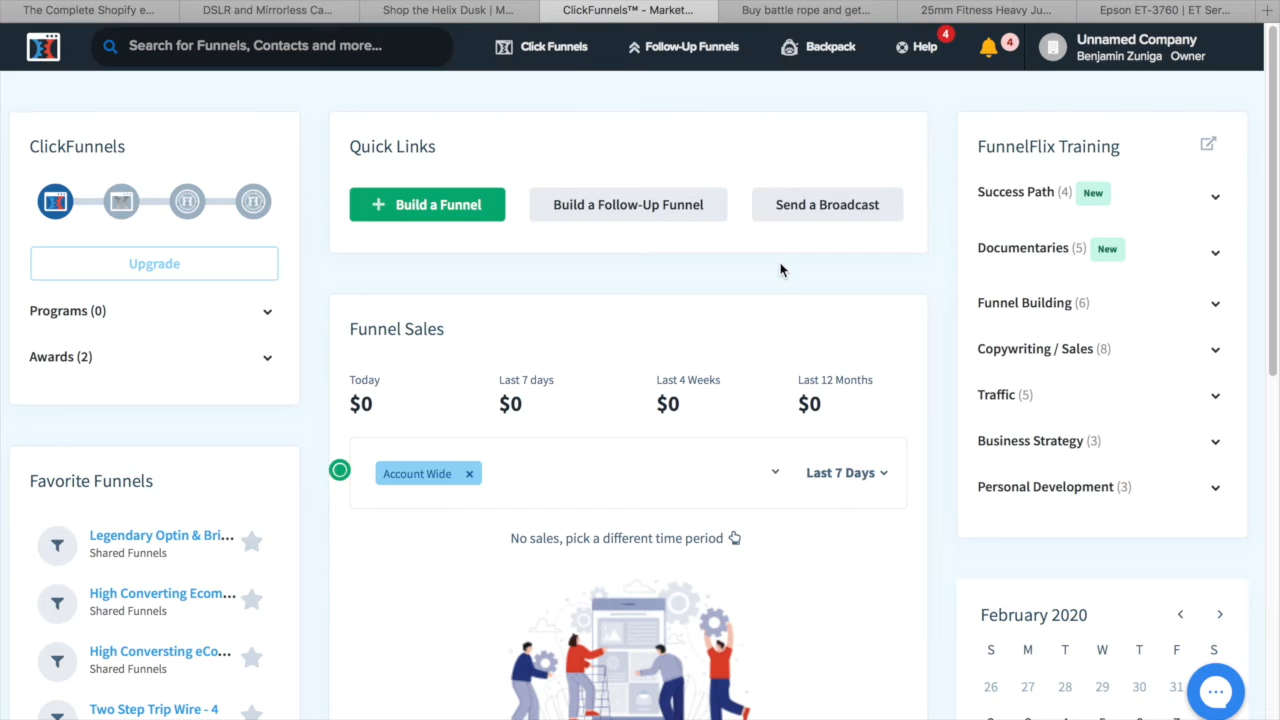 The Complete Shopify e...
DSLR and Mirrorless Ca...
Shop the Helix Dusk | M...
ClickFunnels™ - Market...
Buy battle rope and get...
25mm Fitness Heavy Ju...
Epson ET-3760 | ET Ser...
Search for Funnels, Contacts and more...
Click Funnels
Follow-Up Funnels
Backpack
Help
4
4
Unnamed Company
Benjamin Zuniga Owner
ClickFunnels
Upgrade
Programs (0)
Awards (2)
Favorite Funnels
Legendary Optin & Bri...
Shared Funnels
High Converting Ecom...
Shared Funnels
High Conversting eCo...
Shared Funnels
Two Step Trip Wire - 4
Quick Links
+ Build a Funnel
Build a Follow-Up Funnel
Send a Broadcast
Funnel Sales
Today
Last 7 days
Last 4 Weeks
Last 12 Months
$0
$0
$0
$0
Account Wide ×
Last 7 Days
No sales, pick a different time period
FunnelFlix Training
Success Path (4) New
Documentaries (5) New
Funnel Building (6)
Copywriting / Sales (8)
Traffic (5)
Business Strategy (3)
Personal Development (3)
February 2020
S M T W T F S
26 27 28 29 30 31